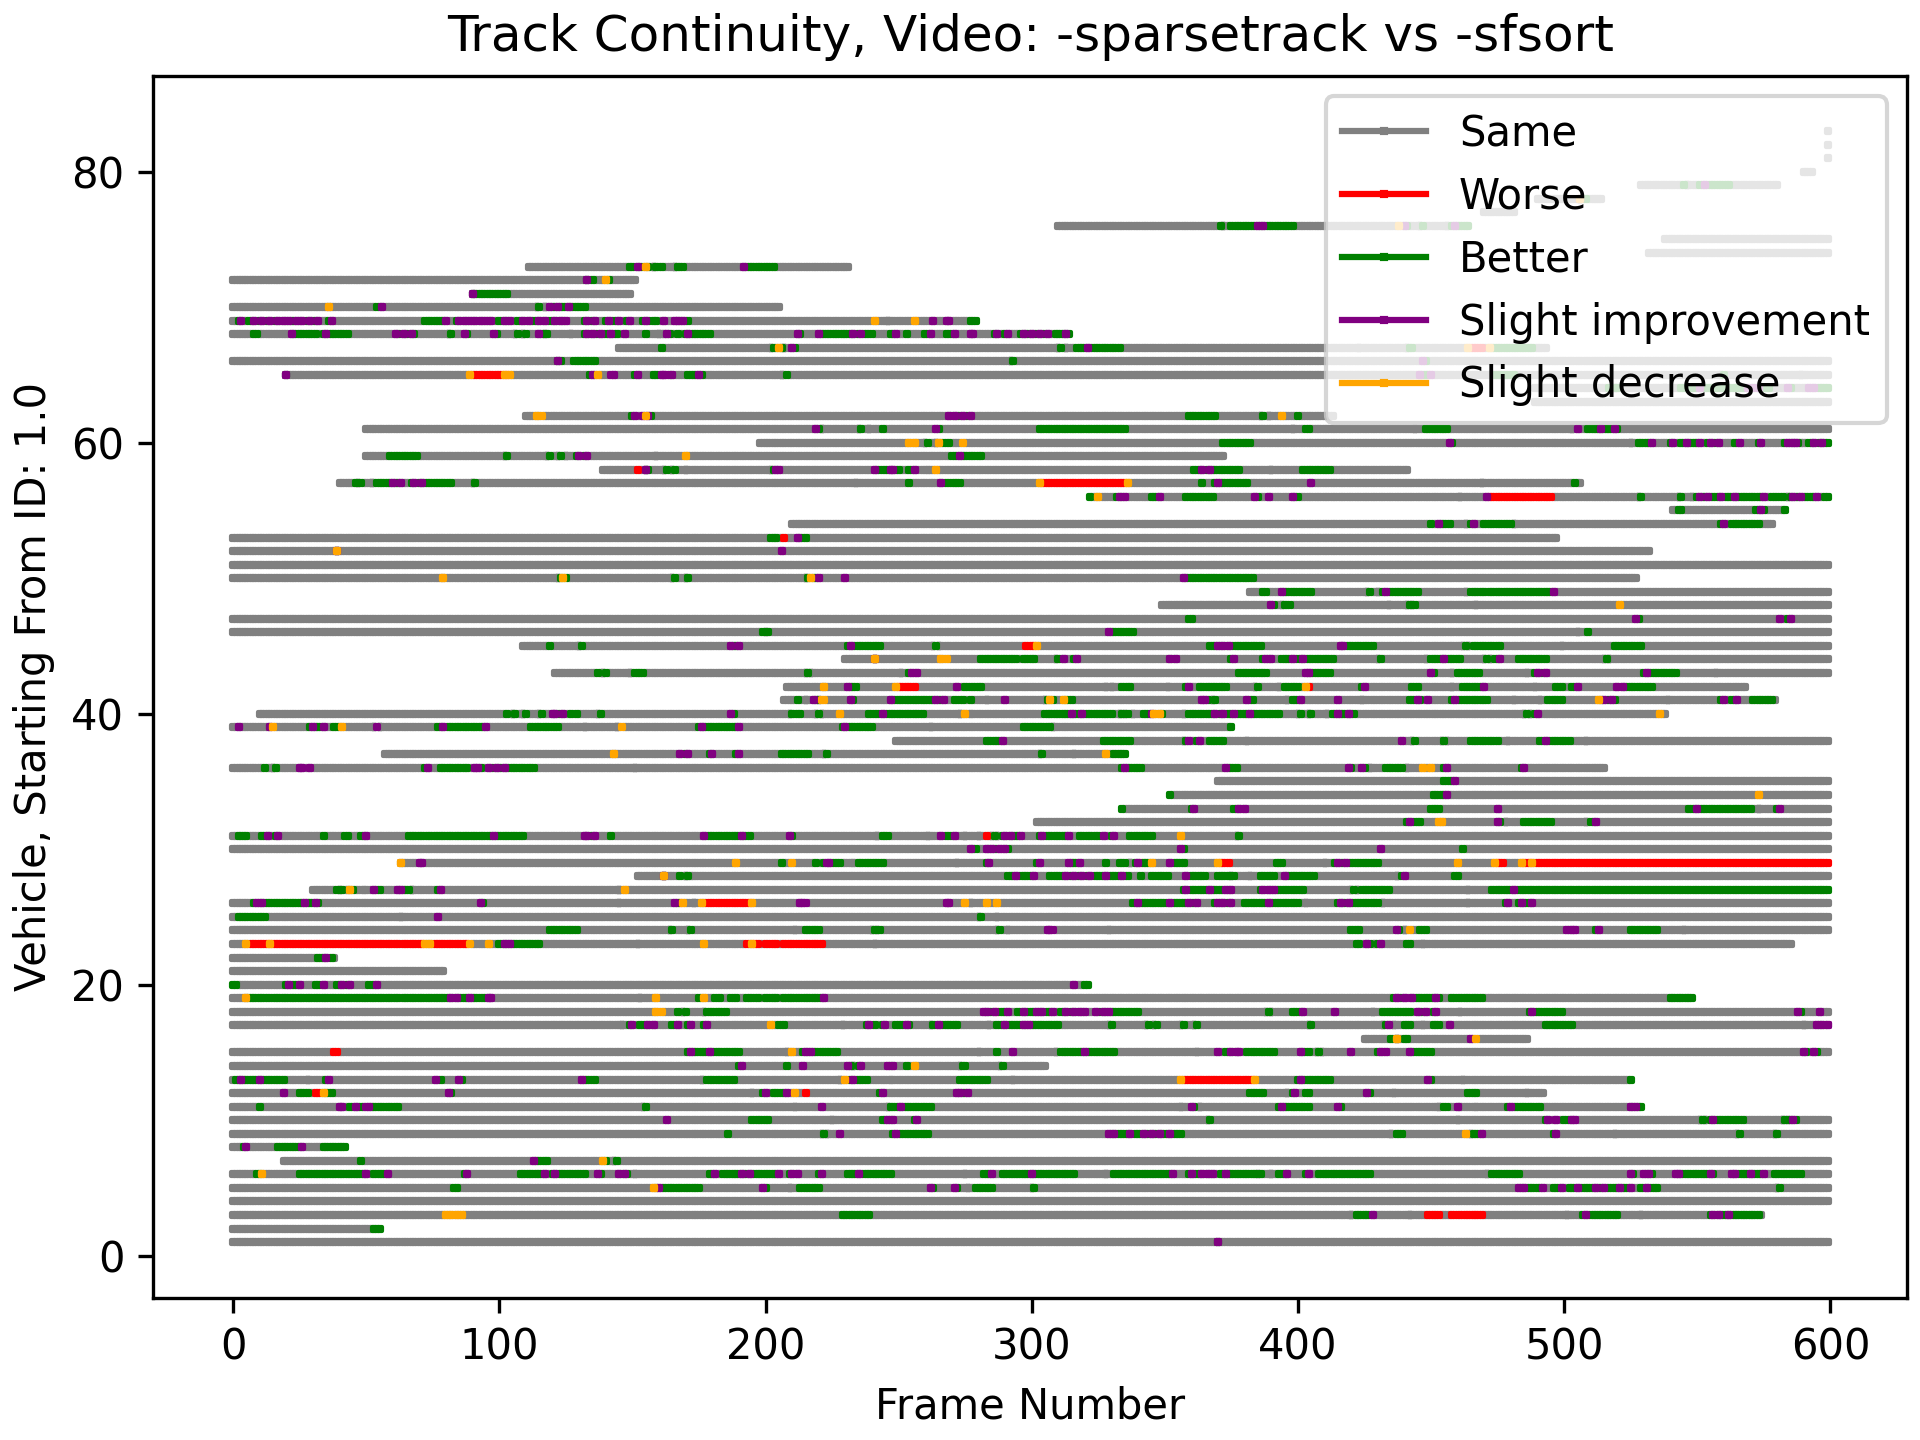 Track Continuity, Video: -sparsetrack vs -sfsort
Same
Worse
Better
Slight improvement
Slight decrease
80
60
40
20
0
Vehicle, Starting From ID: 1.0
0 100 200 300 400 500 600
Frame Number